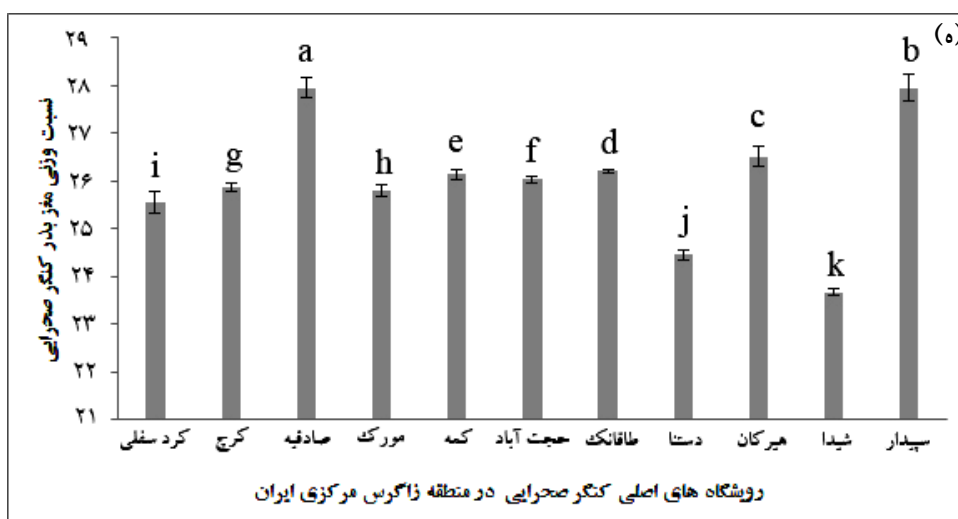 (ه)
نسبت وزنی مغز بذر کنگر صحرایی
۲۹
۲۸
۲۷
۲۶
۲۵
۲۴
۲۳
۲۲
۲۱
i g a h e f d j c k b
کرد سفلی کرچ صادقیه مورک کمه حجت آباد طاقانک دستنا هیرکان شیدا سپیدار
رویشگاه های اصلی کنگر صحرایی در منطقه زاگرس مرکزی ایران